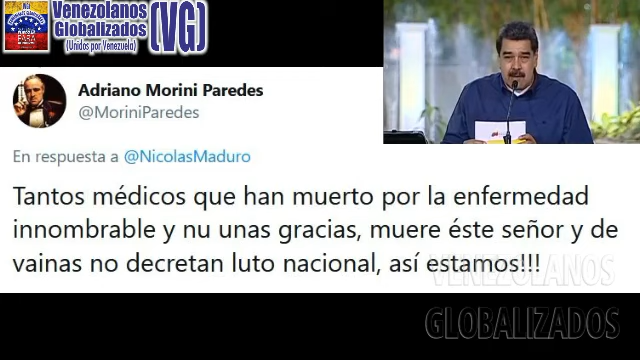 Venezolanos
Globalizados
(Unidos por Venezuela)
(VG)
Adriano Morini Paredes
@MoriniParedes
En respuesta a @NicolasMaduro
Tantos médicos que han muerto por la enfermedad
innombrable y nu unas gracias, muere éste señor y de
vainas no decretan luto nacional, así estamos!!!
VENEZOLANOS
GLOBALIZADOS